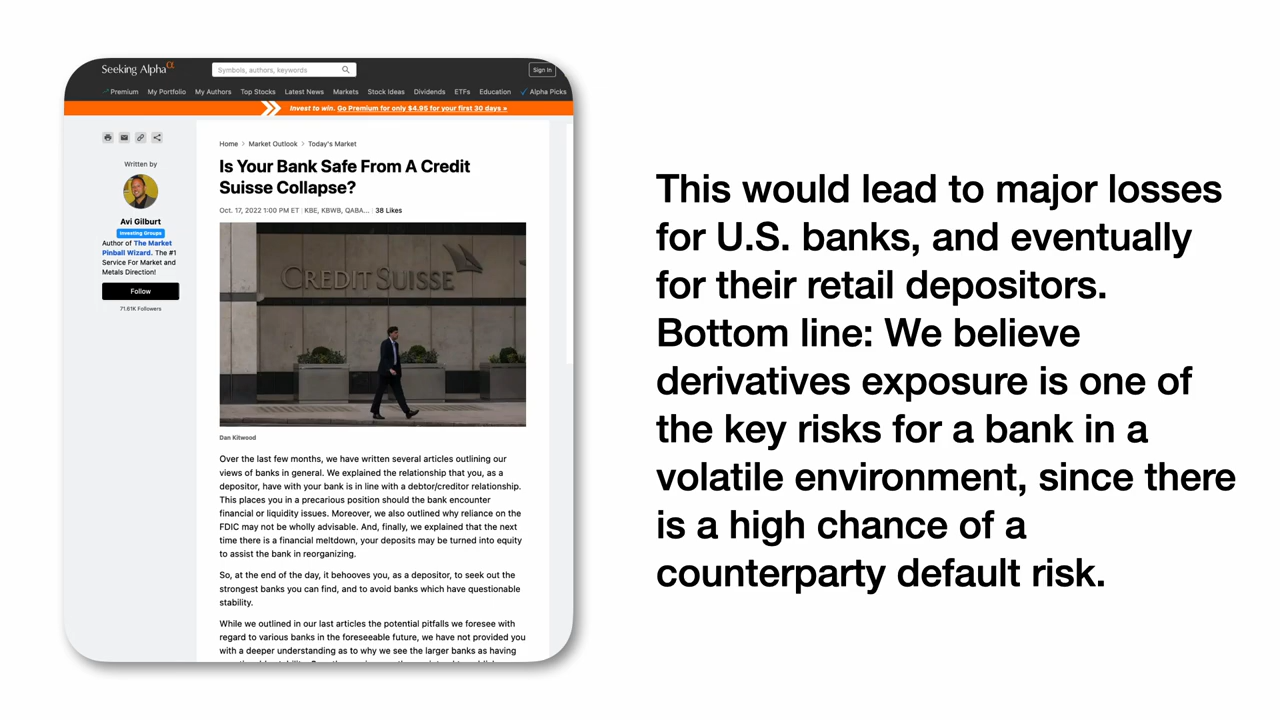 Seeking Alphaα
Symbols, authors, keywords
Sign In
Premium My Portfolio My Authors Top Stocks Latest News Markets Stock Ideas Dividends ETFs Education Alpha Picks
Invest to win. Go Premium for only $4.95 for your first 30 days »
Home > Market Outlook > Today's Market
Is Your Bank Safe From A Credit
Suisse Collapse?
Oct. 17, 2022 1:00 PM ET | KBE, KBWB, QABA... | 38 Likes
Written by
Avi Gilburt
Investing Groups
Author of The Market
Pinball Wizard. The #1
Service For Market and
Metals Direction!
Follow
71.61K Followers
CREDIT SUISSE
Dan Kitwood
Over the last few months, we have written several articles outlining our
views of banks in general. We explained the relationship that you, as a
depositor, have with your bank is in line with a debtor/creditor relationship.
This places you in a precarious position should the bank encounter
financial or liquidity issues. Moreover, we also outlined why reliance on the
FDIC may not be wholly advisable. And, finally, we explained that the next
time there is a financial meltdown, your deposits may be turned into equity
to assist the bank in reorganizing.
So, at the end of the day, it behooves you, as a depositor, to seek out the
strongest banks you can find, and to avoid banks which have questionable
stability.
While we outlined in our last articles the potential pitfalls we foresee with
regard to various banks in the foreseeable future, we have not provided you
with a deeper understanding as to why we see the larger banks as having
This would lead to major losses
for U.S. banks, and eventually
for their retail depositors.
Bottom line: We believe
derivatives exposure is one of
the key risks for a bank in a
volatile environment, since there
is a high chance of a
counterparty default risk.